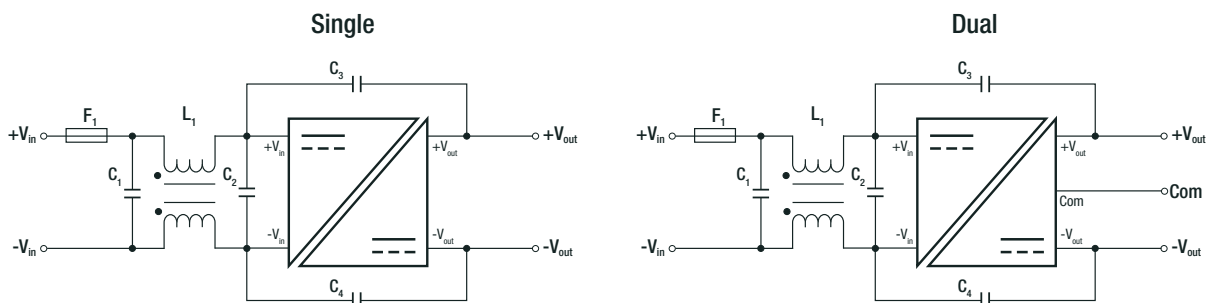 Single
C3
F1
L1
+Vin
+Vout
+Vin
+Vout
C1
C2
-Vin
-Vout
-Vin
-Vout
C4
Dual
C3
F1
L1
+Vin
+Vout
+Vin
+Vout
C1
C2
Com
Com
-Vin
-Vout
-Vin
-Vout
C4